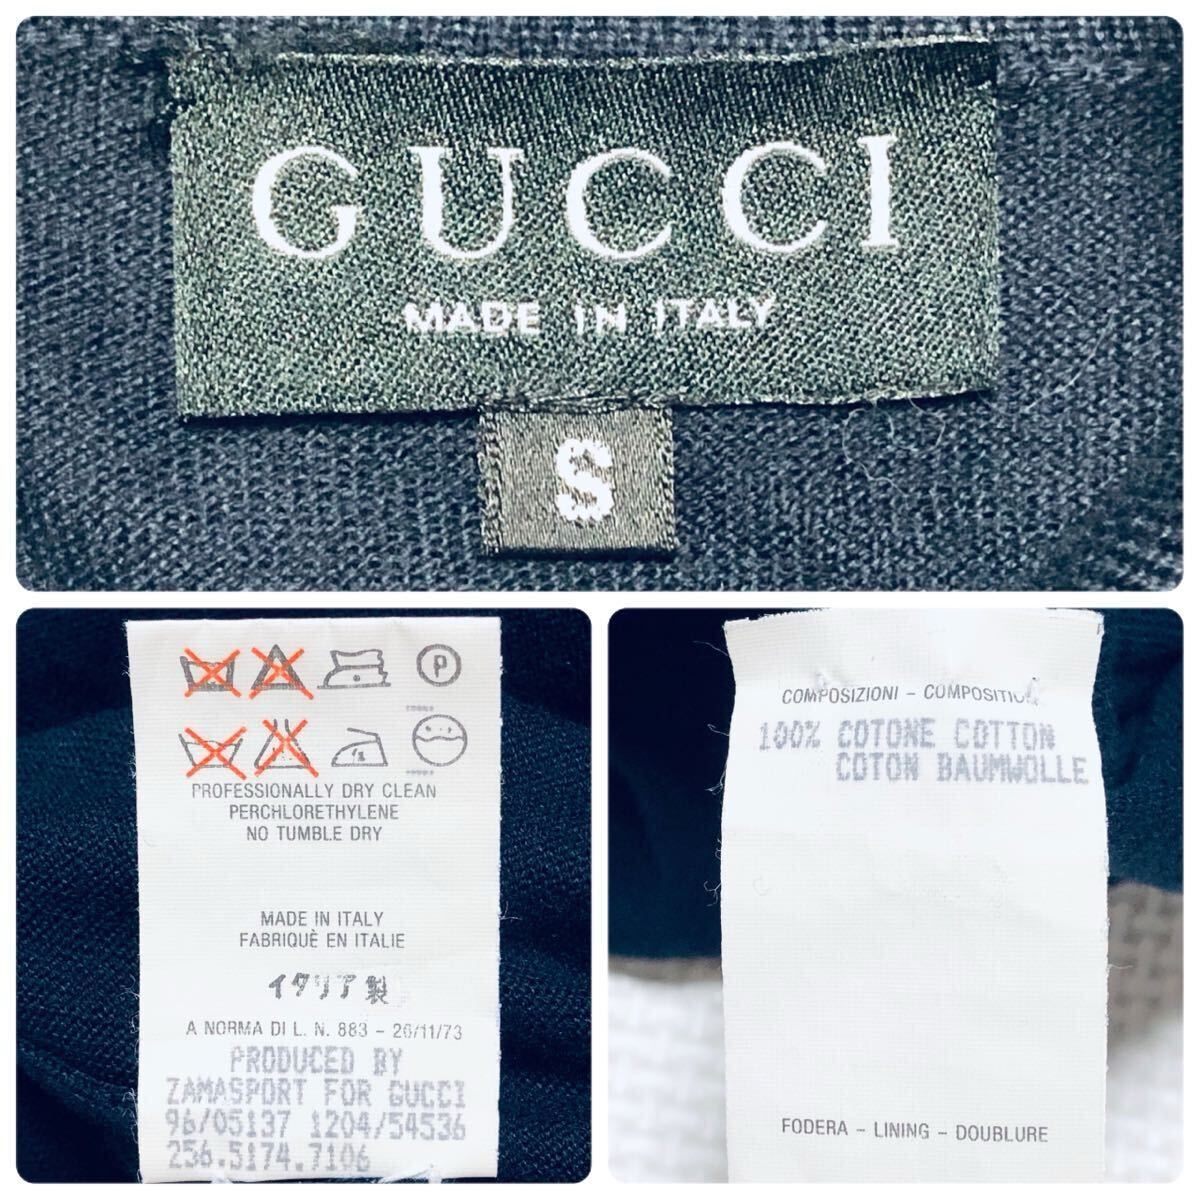 GUCCI
MADE IN ITALY
S
P
PROFESSIONALLY DRY CLEAN
PERCHLORETHYLENE
NO TUMBLE DRY
MADE IN ITALY
FABRIQUÈ EN ITALIE
イタリア製
A NORMA DI L. N. 883 - 26/11/73
PRODUCED BY
ZAMASPORT FOR GUCCI
96/05137 1204/54536
256.5174.7106
COMPOSIZIONI - COMPOSITION
100% COTONE COTTON
COTON BAUMWOLLE
FODERA - LINING - DOUBLURE